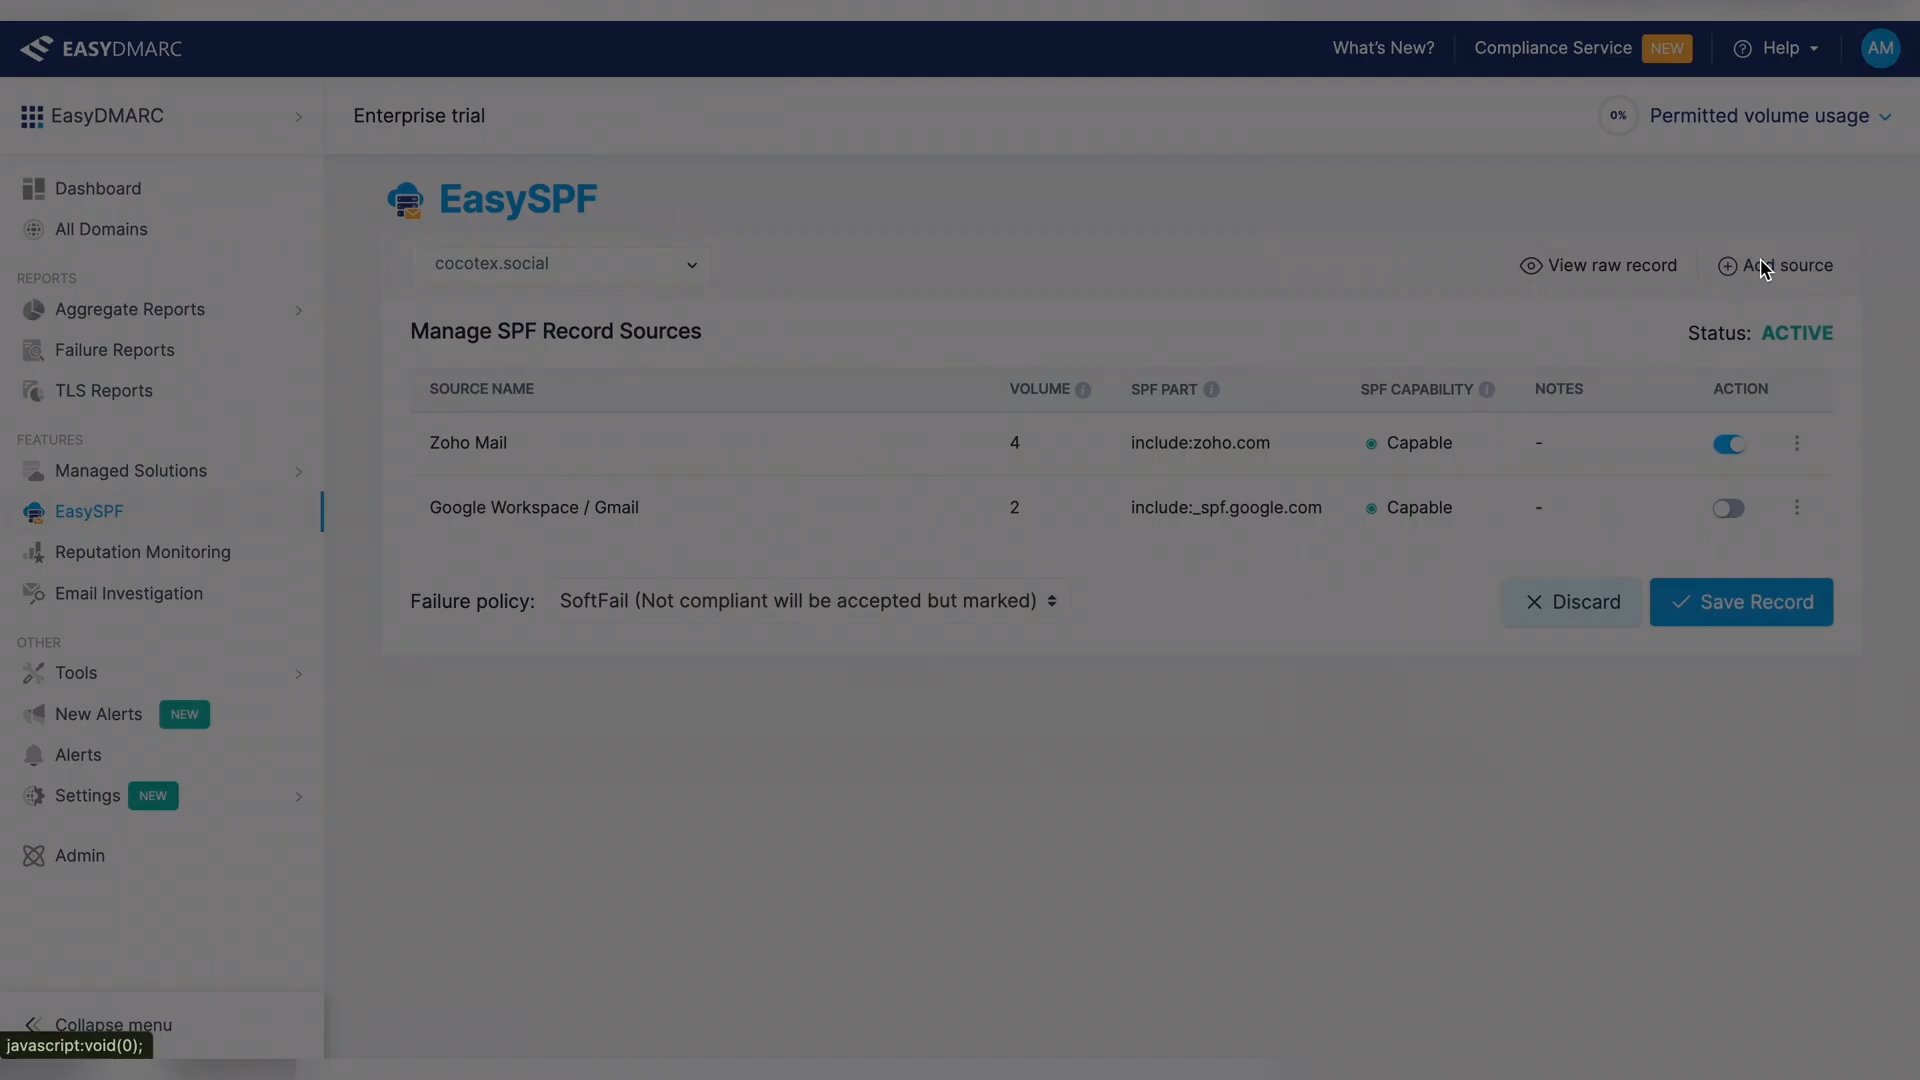 EASYDMARC
What's New?
Compliance Service NEW
Help
AM
EasyDMARC
Enterprise trial
0%
Permitted volume usage
Dashboard
All Domains
REPORTS
Aggregate Reports
Failure Reports
TLS Reports
FEATURES
Managed Solutions
EasySPF
Reputation Monitoring
Email Investigation
OTHER
Tools
New Alerts NEW
Alerts
Settings NEW
Admin
Collapse menu
javascript:void(0);
EasySPF
cocotex.social
View raw record
Add source
Manage SPF Record Sources
Status: ACTIVE
SOURCE NAME VOLUME SPF PART SPF CAPABILITY NOTES ACTION
Zoho Mail 4 include:zoho.com Capable -
Google Workspace / Gmail 2 include:_spf.google.com Capable -
Failure policy: SoftFail (Not compliant will be accepted but marked)
Discard
Save Record